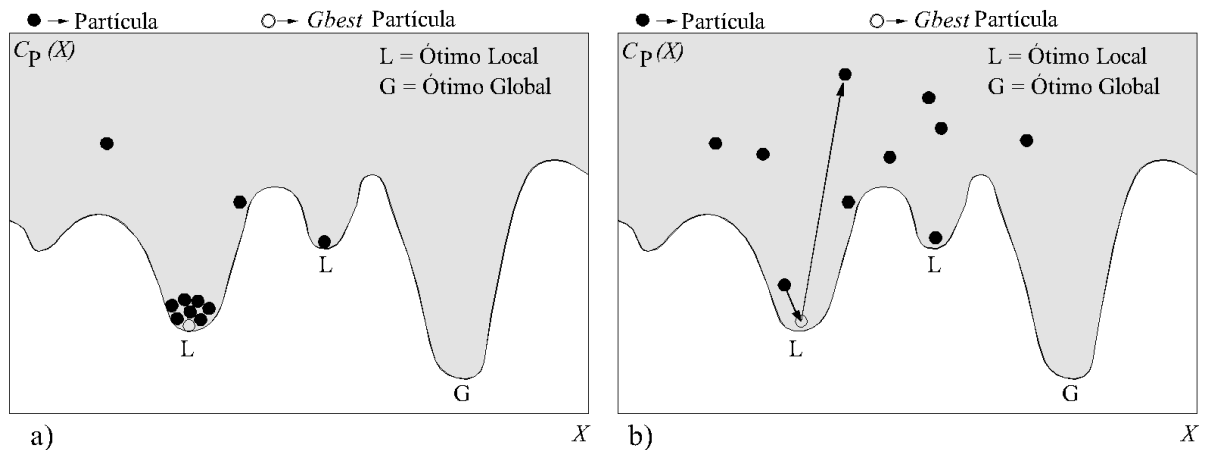 Partícula
Gbest Partícula
C_P(X)
L = Ótimo Local
G = Ótimo Global
L
L
G
X
a)
Partícula
Gbest Partícula
C_P(X)
L = Ótimo Local
G = Ótimo Global
L
L
G
X
b)